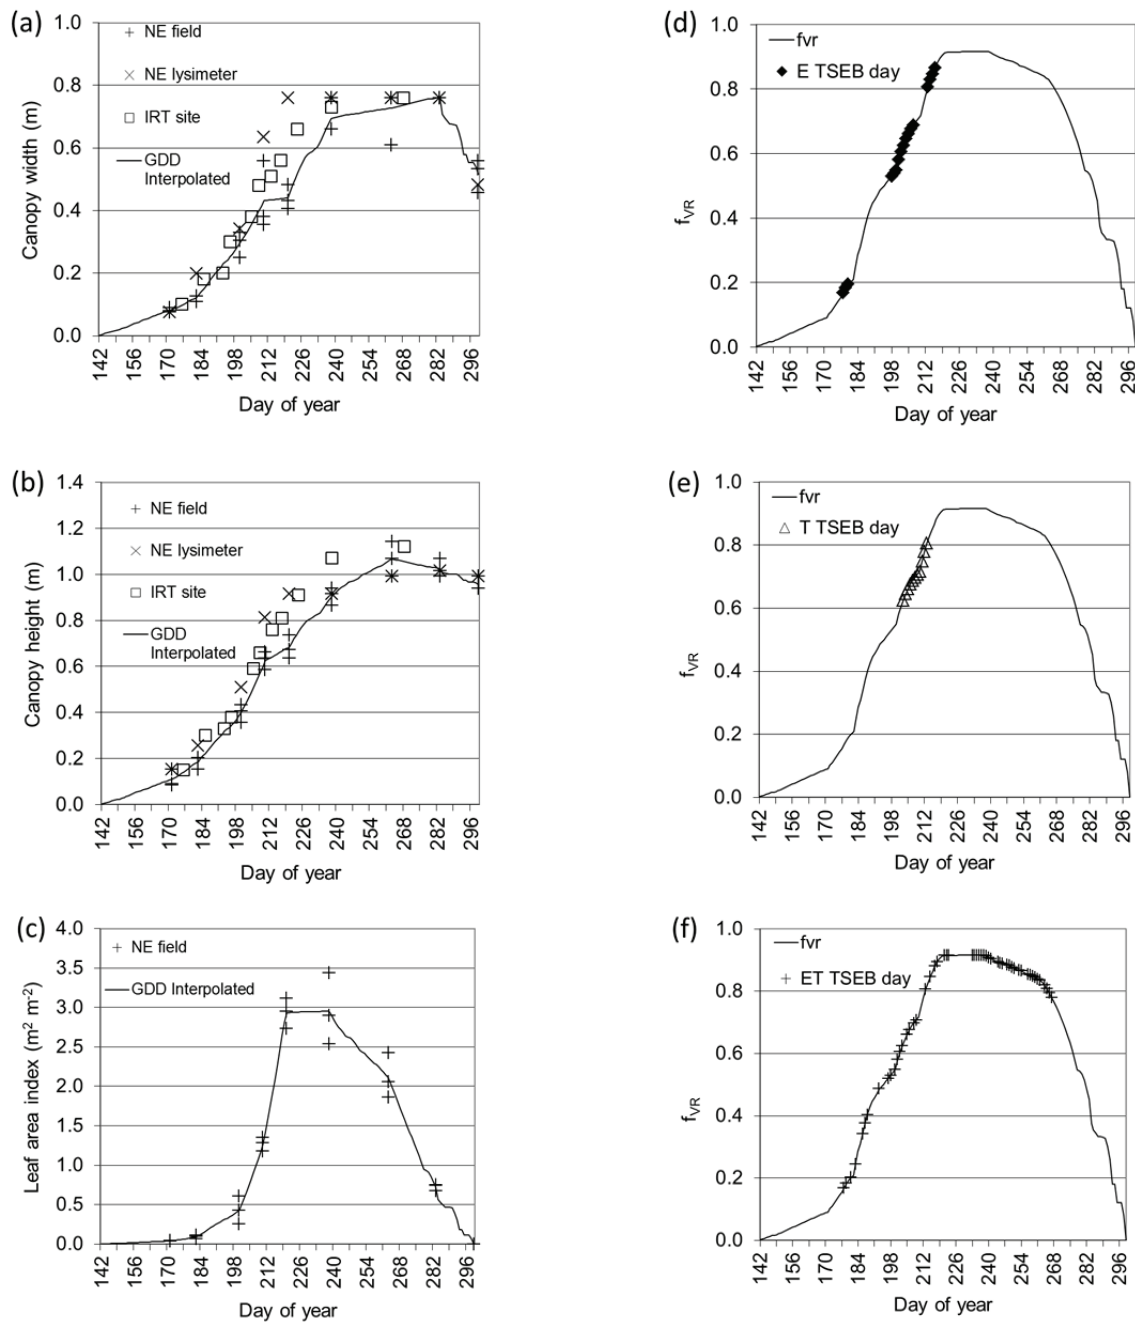 (a)
1.0
0.8
0.6
0.4
0.2
0.0
Canopy width (m)
NE field
NE lysimeter
IRT site
GDD
Interpolated
142 156 170 184 198 212 226 240 254 268 282 296
Day of year
(d)
1.0
0.8
0.6
0.4
0.2
0.0
fVR
fvr
E TSEB day
142 156 170 184 198 212 226 240 254 268 282 296
Day of year
(b)
1.4
1.2
1.0
0.8
0.6
0.4
0.2
0.0
Canopy height (m)
NE field
NE lysimeter
IRT site
GDD
Interpolated
142 156 170 184 198 212 226 240 254 268 282 296
Day of year
(e)
1.0
0.8
0.6
0.4
0.2
0.0
fVR
fvr
T TSEB day
142 156 170 184 198 212 226 240 254 268 282 296
Day of year
(c)
4.0
3.5
3.0
2.5
2.0
1.5
1.0
0.5
0.0
Leaf area index (m² m⁻²)
NE field
GDD Interpolated
142 156 170 184 198 212 226 240 254 268 282 296
Day of year
(f)
1.0
0.8
0.6
0.4
0.2
0.0
fVR
fvr
ET TSEB day
142 156 170 184 198 212 226 240 254 268 282 296
Day of year